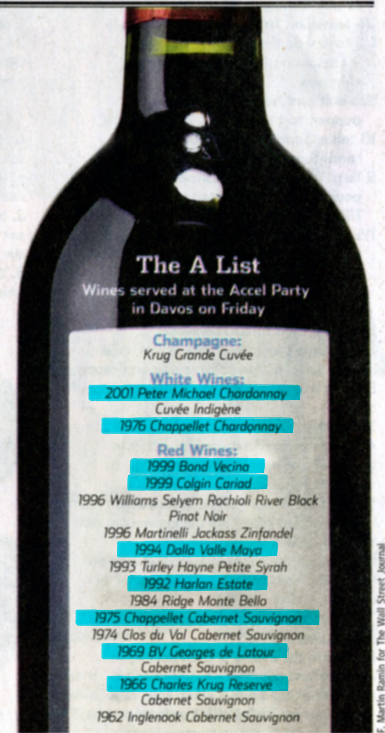 The A List
Wines served at the Accel Party
in Davos on Friday
Champagne:
Krug Grande Cuvée
White Wines:
2001 Peter Michael Chardonnay
Cuvée Indigène
1976 Chappellet Chardonnay
Red Wines:
1999 Bond Vecina
1999 Colgin Cariad
1996 Williams Selyem Rochioli River Block
Pinot Noir
1996 Martinelli Jackass Zinfandel
1994 Dalla Valle Maya
1993 Turley Hayne Petite Syrah
1992 Harlan Estate
1984 Ridge Monte Bello
1975 Chappellet Cabernet Sauvignon
1974 Clos du Val Cabernet Sauvignon
1969 BV Georges de Latour
Cabernet Sauvignon
1966 Charles Krug Reserve
Cabernet Sauvignon
1962 Inglenook Cabernet Sauvignon
F. Martin Ramin for The Wall Street Journal